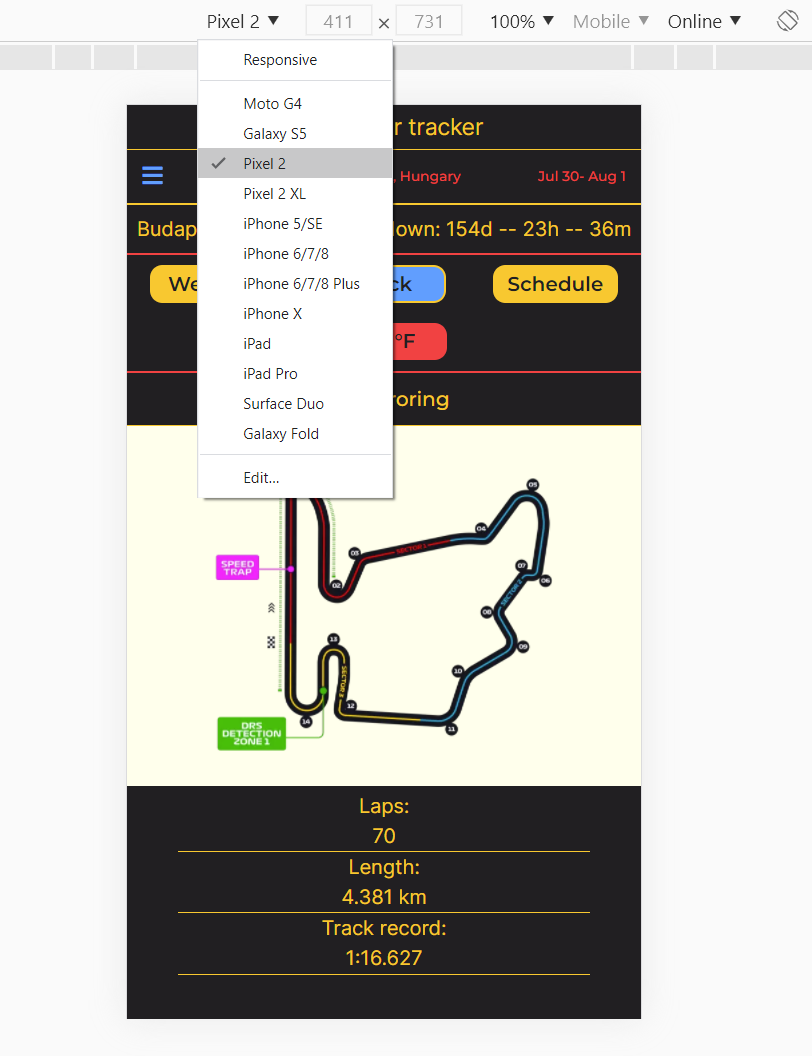 Pixel 2 ▼ 411 × 731 100% ▼ Mobile ▼ Online ▼
Responsive
Moto G4
Galaxy S5
✓ Pixel 2
Pixel 2 XL
iPhone 5/SE
iPhone 6/7/8
iPhone 6/7/8 Plus
iPhone X
iPad
iPad Pro
Surface Duo
Galaxy Fold
Edit...
r tracker
, Hungary Jul 30- Aug 1
Budap own: 154d -- 23h -- 36m
We ck Schedule
°F
roring
05
04
SECTOR 1
03
SPEED
TRAP
07
06
02
SECTOR 2
08
13
09
10
SECTOR 3
12
14
11
DRS
DETECTION
ZONE 1
Laps:
70
Length:
4.381 km
Track record:
1:16.627